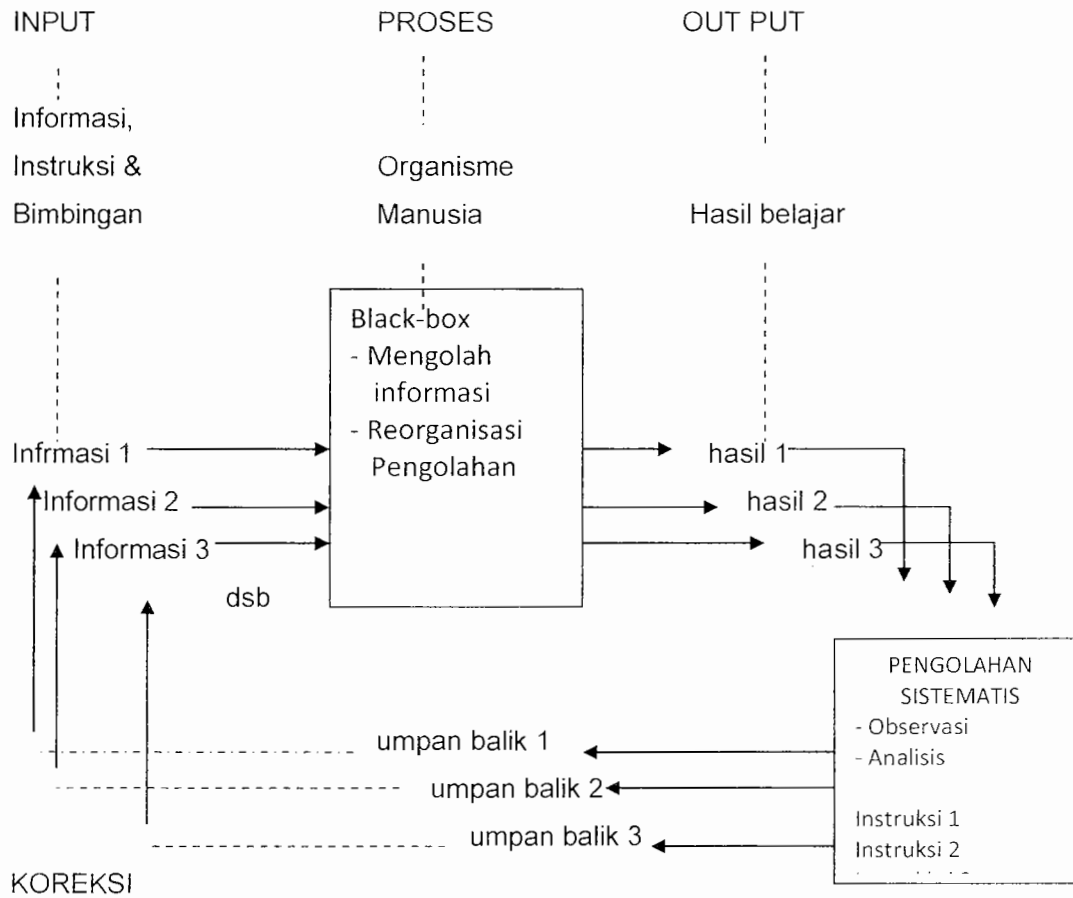 INPUT PROSES OUT PUT
Informasi,
Instruksi & Organisme
Bimbingan Manusia Hasil belajar
Black-box
- Mengolah
informasi
- Reorganisasi
Pengolahan
Infrmasi 1 hasil 1
Informasi 2 hasil 2
Informasi 3 hasil 3
dsb
PENGOLAHAN
SISTEMATIS
- Observasi
- Analisis
Instruksi 1
Instruksi 2
umpan balik 1
umpan balik 2
umpan balik 3
KOREKSI